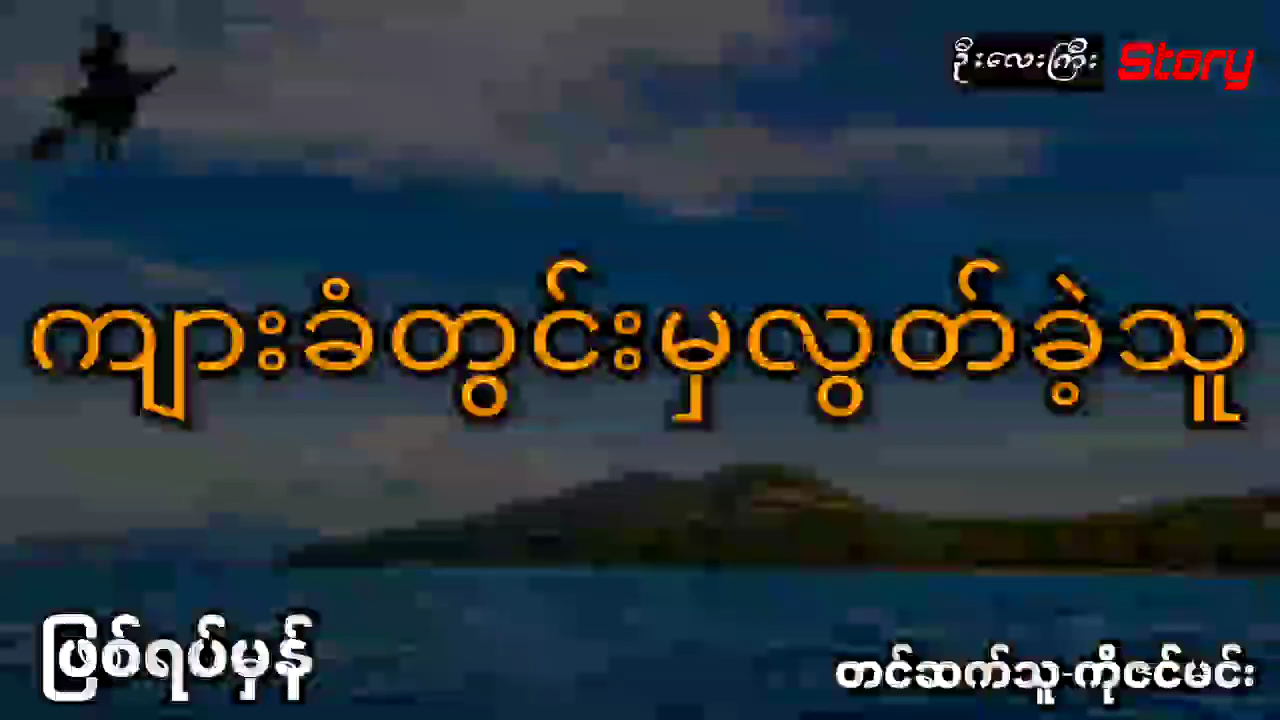 ဦးလေးကြီး Story
ကျားခံတွင်းမှလွတ်ခဲ့သူ
ဖြစ်ရပ်မှန်
တင်ဆက်သူ-ကိုဇင်မင်း